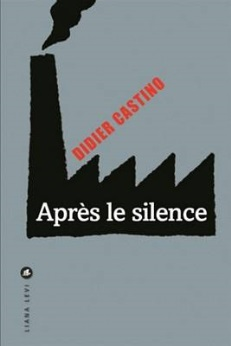 DIDIER CASTINO
Après le silence
LIANA LEVI